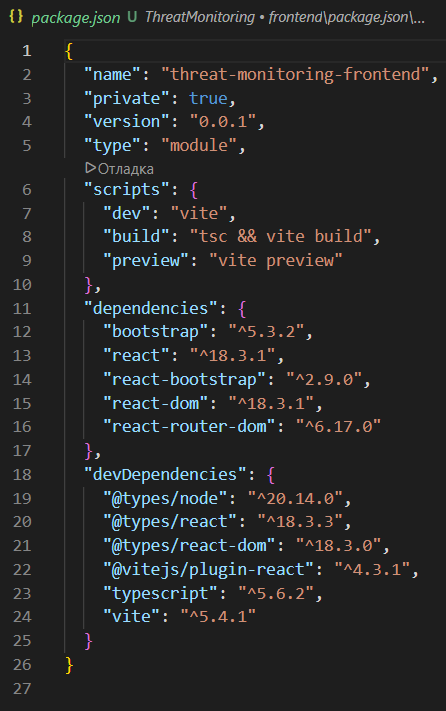 {} package.json U ThreatMonitoring • frontend\package.json\...
1 {
2   "name": "threat-monitoring-frontend",
3   "private": true,
4   "version": "0.0.1",
5   "type": "module",
Отладка
6   "scripts": {
7     "dev": "vite",
8     "build": "tsc && vite build",
9     "preview": "vite preview"
10   },
11   "dependencies": {
12     "bootstrap": "^5.3.2",
13     "react": "^18.3.1",
14     "react-bootstrap": "^2.9.0",
15     "react-dom": "^18.3.1",
16     "react-router-dom": "^6.17.0"
17   },
18   "devDependencies": {
19     "@types/node": "^20.14.0",
20     "@types/react": "^18.3.3",
21     "@types/react-dom": "^18.3.0",
22     "@vitejs/plugin-react": "^4.3.1",
23     "typescript": "^5.6.2",
24     "vite": "^5.4.1"
25   }
26 }
27